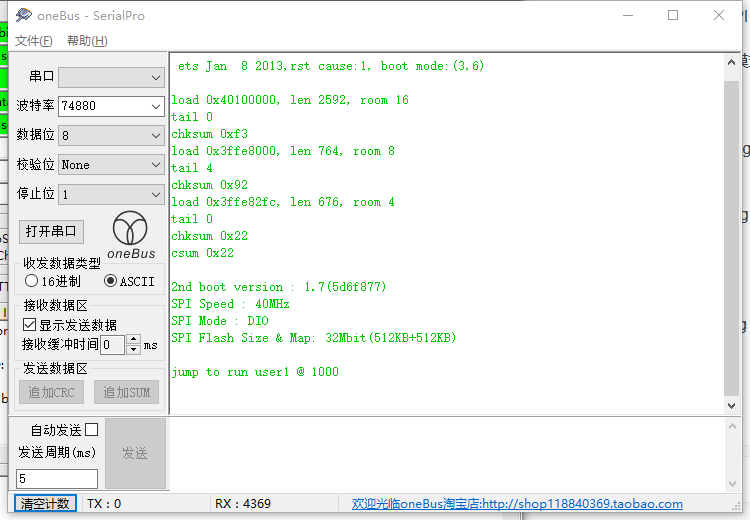 oneBus - SerialPro
文件(F) 帮助(H)
串口
波特率 74880
数据位 8
校验位 None
停止位 1
打开串口
oneBus
收发数据类型
16进制 ASCII
接收数据区
显示发送数据
接收缓冲时间 0 ms
发送数据区
追加CRC 追加SUM
ets Jan 8 2013,rst cause:1, boot mode:(3,6)
load 0x40100000, len 2592, room 16
tail 0
chksum 0xf3
load 0x3ffe8000, len 764, room 8
tail 4
chksum 0x92
load 0x3ffe82fc, len 676, room 4
tail 0
chksum 0x22
csum 0x22
2nd boot version : 1.7(5d6f877)
SPI Speed : 40MHz
SPI Mode : DIO
SPI Flash Size & Map: 32Mbit(512KB+512KB)
jump to run user1 @ 1000
自动发送
发送周期(ms)
5
发送
清空计数 TX：0 RX：4369 欢迎光临oneBus淘宝店:http://shop118840369.taobao.com